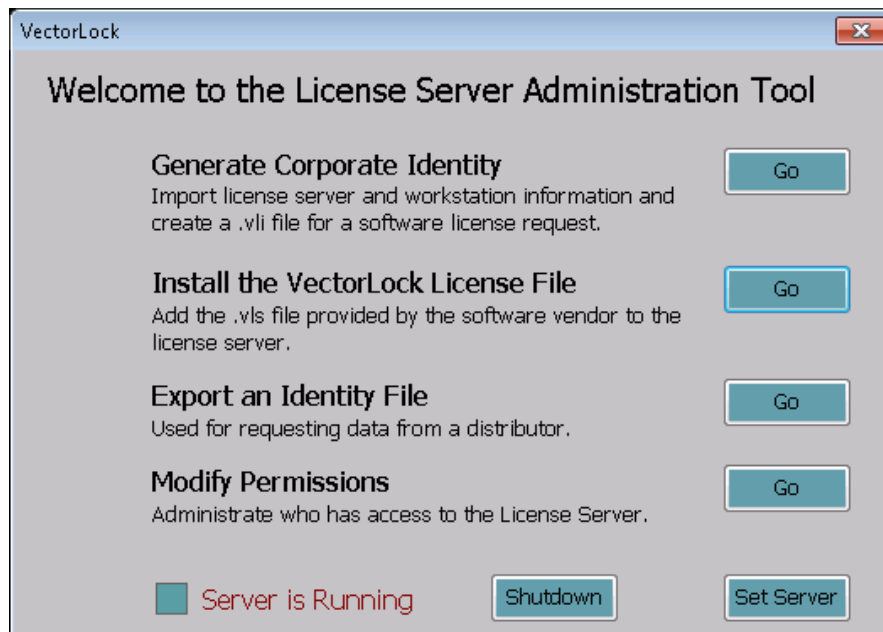 VectorLock
Welcome to the License Server Administration Tool
Generate Corporate Identity
Go
Import license server and workstation information and
create a .vli file for a software license request.
Install the VectorLock License File
Go
Add the .vls file provided by the software vendor to the
license server.
Export an Identity File
Go
Used for requesting data from a distributor.
Modify Permissions
Go
Administrate who has access to the License Server.
Server is Running
Shutdown
Set Server